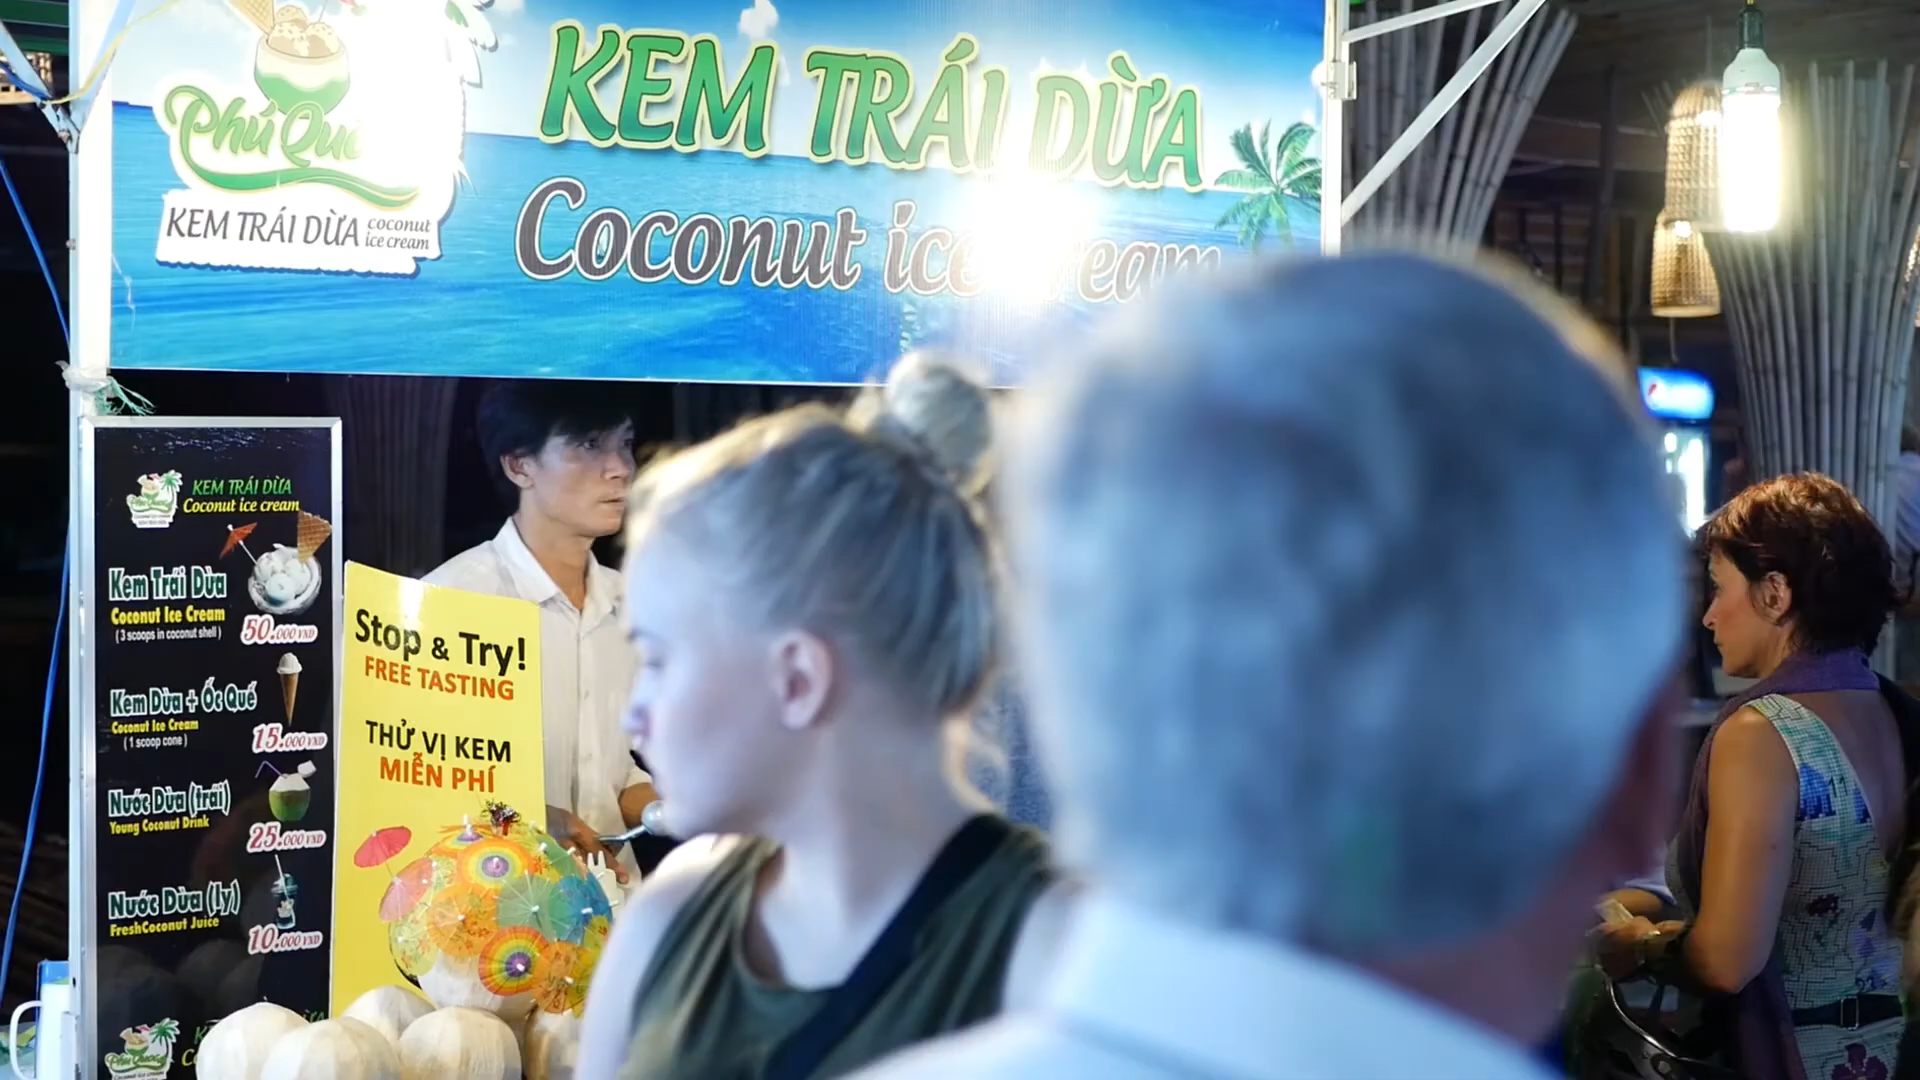 KEM TRÁI DỪA
Coconut ice cream
Phú
KEM TRÁI DỪA coconut ice cream
KEM TRÁI DỪA
Coconut ice cream
Kem Trái Dừa
Coconut Ice Cream
( 3 scoops in coconut shell )
50.000 VND
Kem Dừa + Ốc Quế
Coconut Ice Cream
( 1 scoop cone )
15.000 VND
Nước Dừa (trái)
Young Coconut Drink
25.000 VND
Nước Dừa (ly)
FreshCoconut Juice
10.000 VND
Stop & Try!
FREE TASTING
THỬ VỊ KEM
MIỄN PHÍ